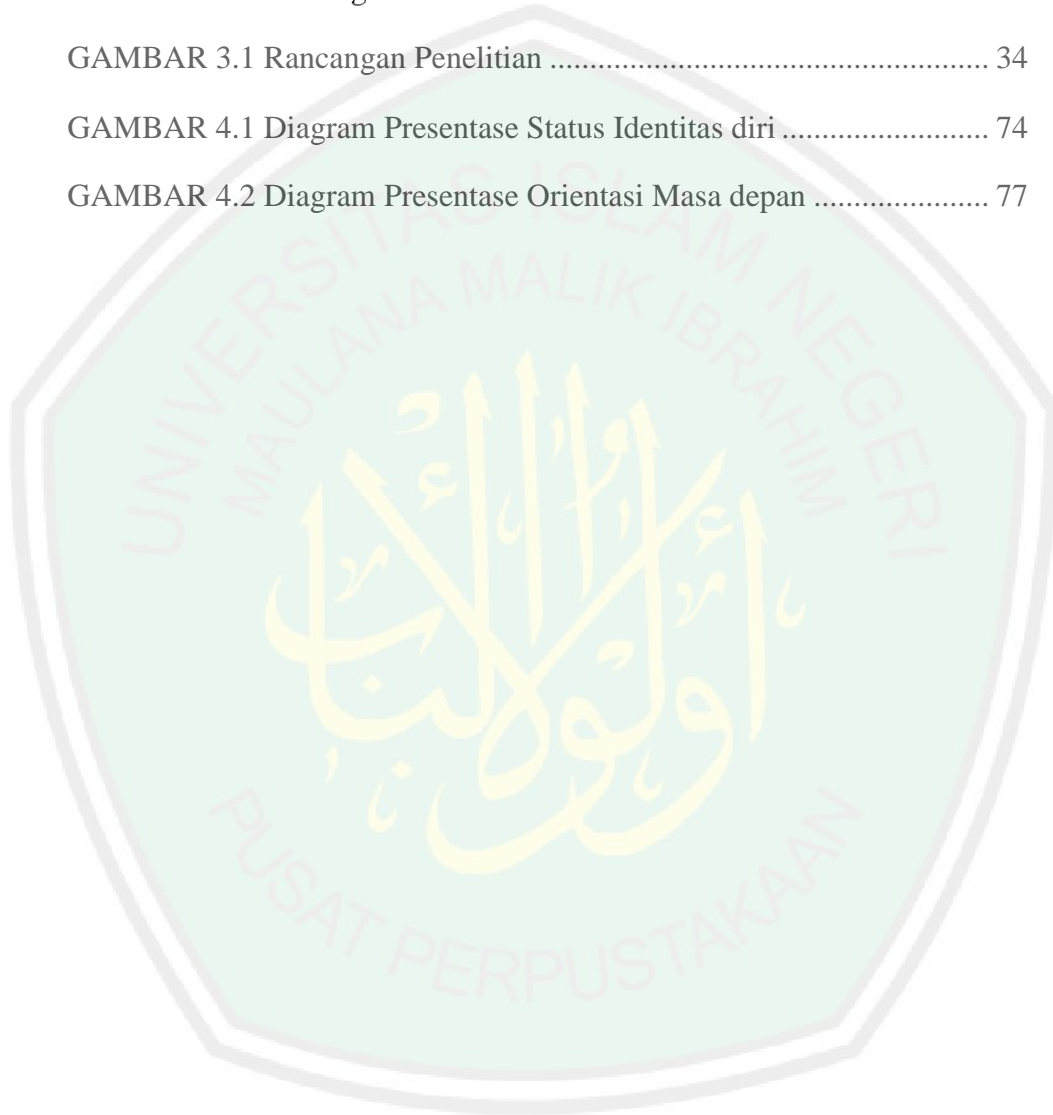 GAMBAR 3.1 Rancangan Penelitian ....................................................... 34
GAMBAR 4.1 Diagram Presentase Status Identitas diri .......................... 74
GAMBAR 4.2 Diagram Presentase Orientasi Masa depan ...................... 77
UNIVERSITAS ISLAM NEGERI
MAULANA MALIK IBRAHIM
PUSAT PERPUSTAKAAN